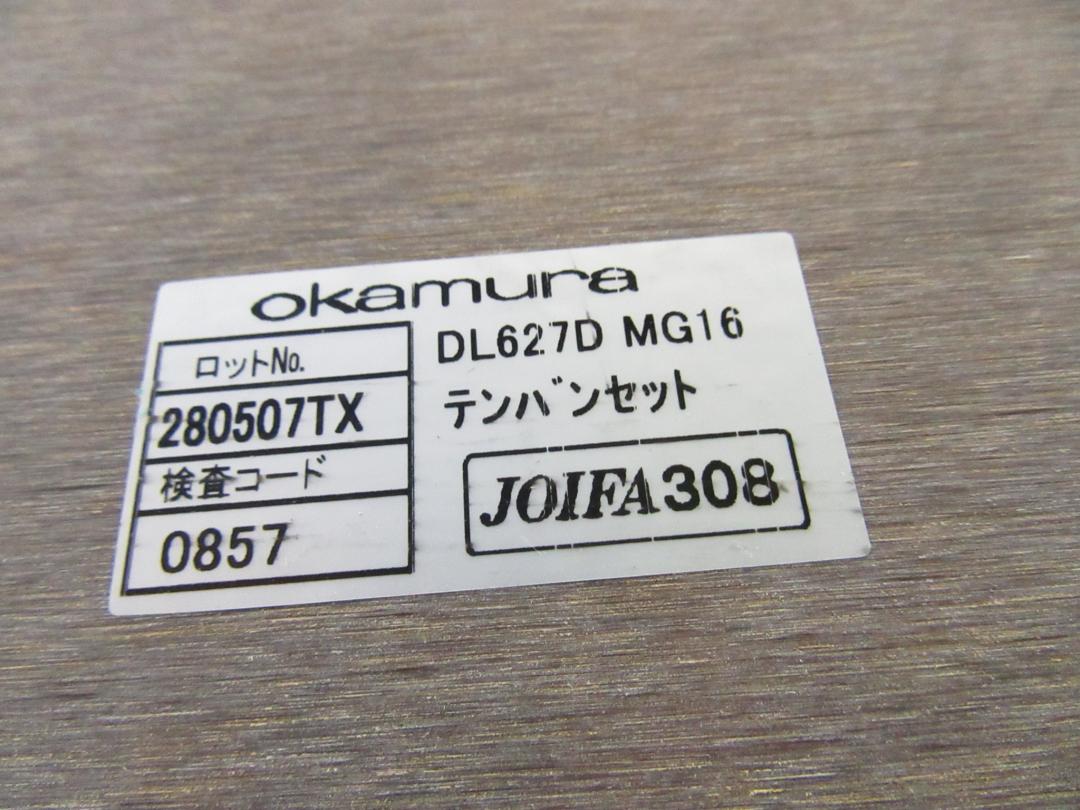 okamura
ロットNo.
280507TX
検査コード
0857
DL627D MG16
テンバンセット
JOIFA308